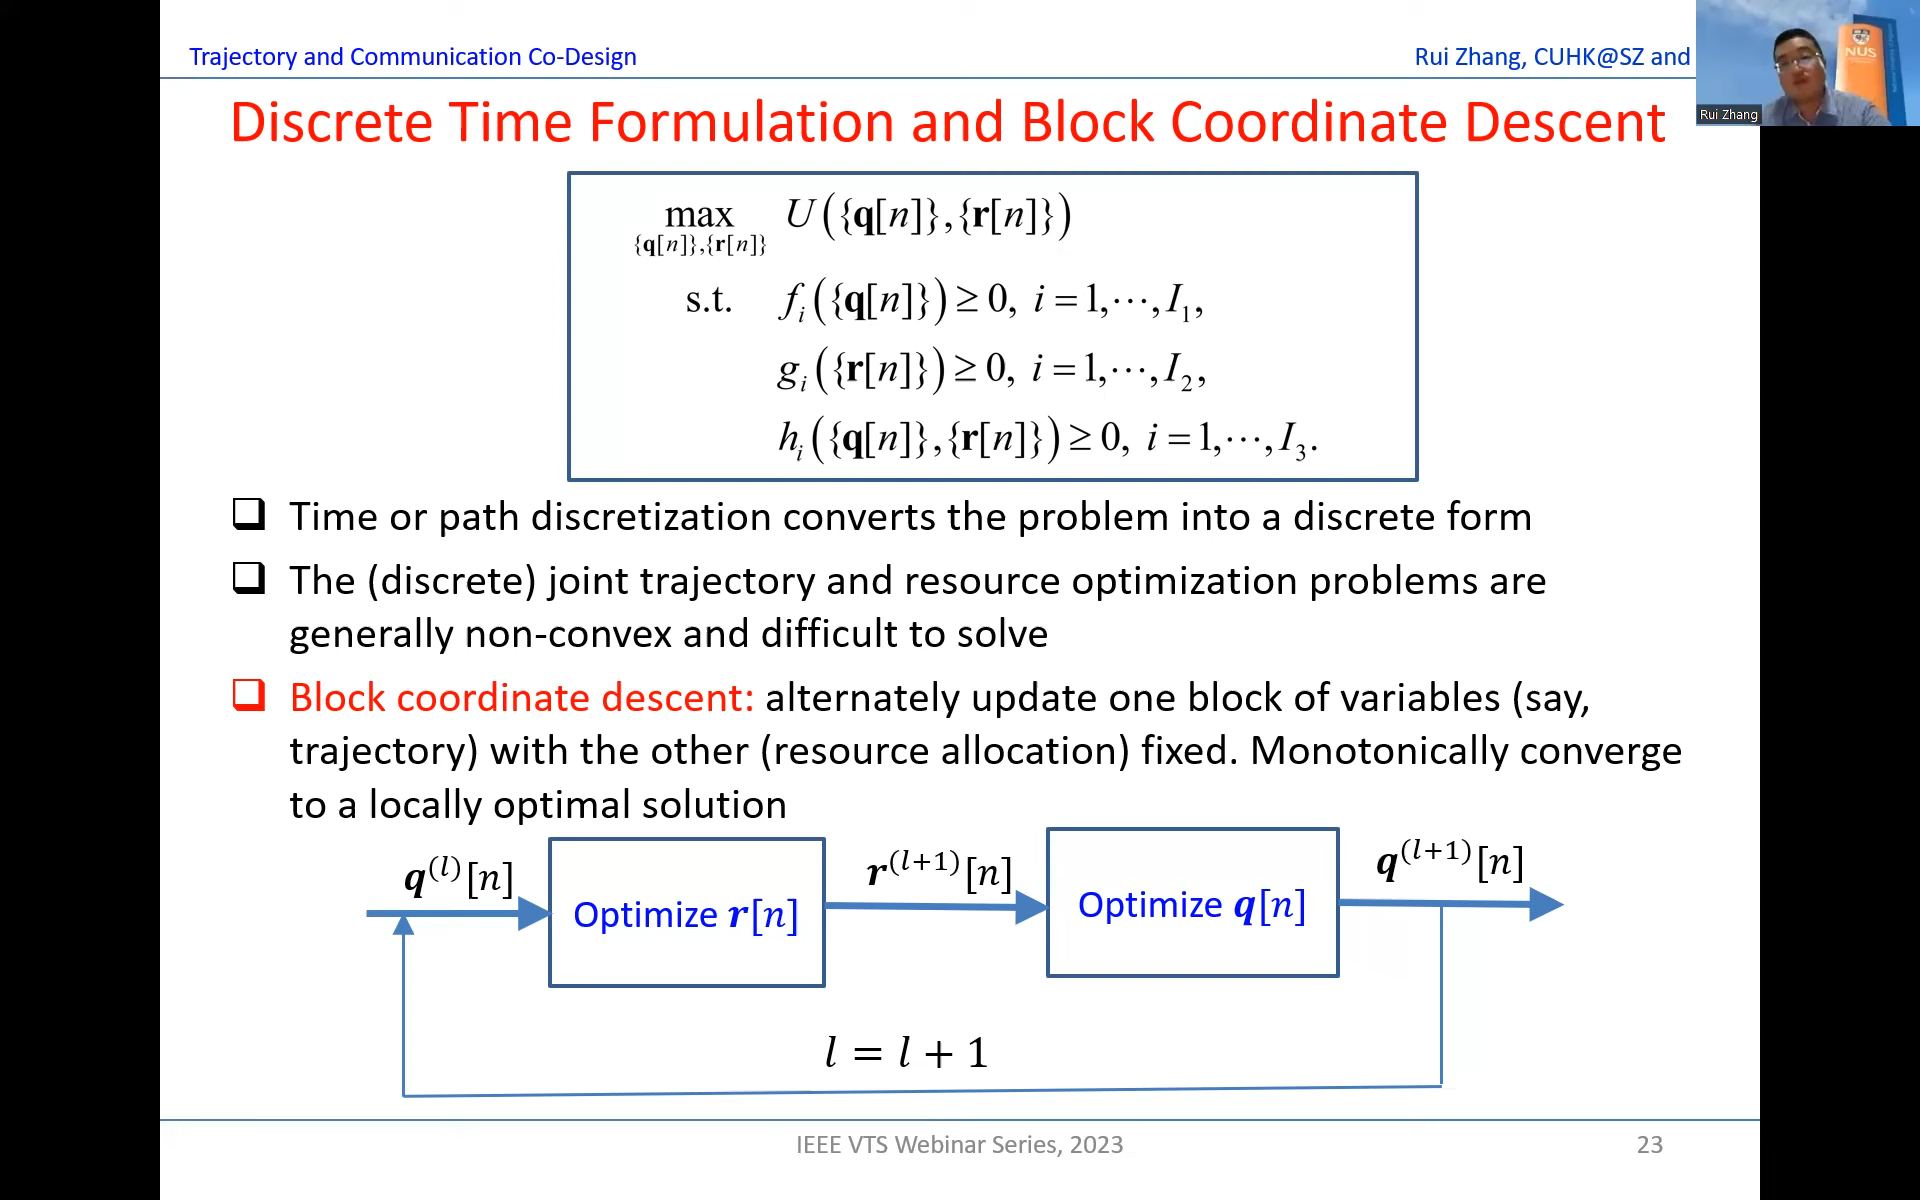 Trajectory and Communication Co-Design
Rui Zhang, CUHK@SZ and
NUS
Rui Zhang
Discrete Time Formulation and Block Coordinate Descent
max U({q[n]},{r[n]})
{q[n]},{r[n]}
s.t. f_i({q[n]}) ≥ 0, i = 1,⋯,I_1,
g_i({r[n]}) ≥ 0, i = 1,⋯,I_2,
h_i({q[n]},{r[n]}) ≥ 0, i = 1,⋯,I_3.
❑ Time or path discretization converts the problem into a discrete form
❑ The (discrete) joint trajectory and resource optimization problems are
generally non-convex and difficult to solve
❑ Block coordinate descent: alternately update one block of variables (say,
trajectory) with the other (resource allocation) fixed. Monotonically converge
to a locally optimal solution
q^(l)[n]
Optimize r[n]
r^(l+1)[n]
Optimize q[n]
q^(l+1)[n]
l = l + 1
IEEE VTS Webinar Series, 2023
23